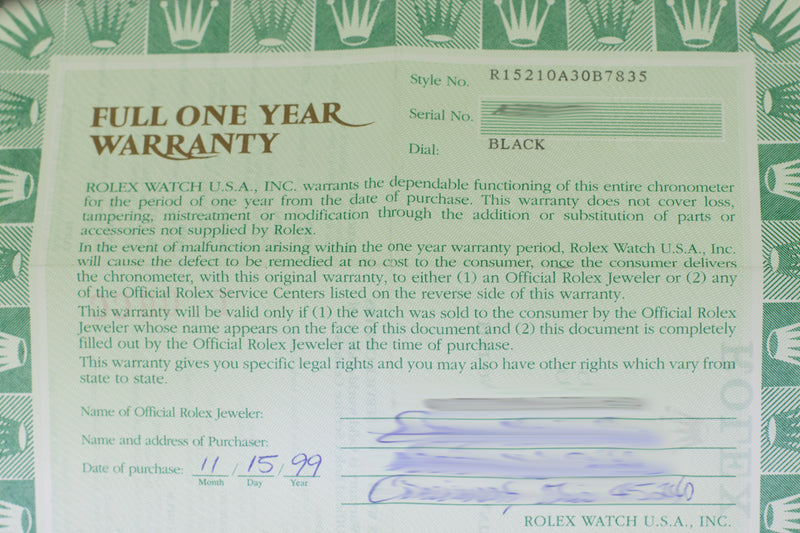 Style No. R15210A30B7835
FULL ONE YEAR
WARRANTY
Serial No.
Dial: BLACK
ROLEX WATCH U.S.A., INC. warrants the dependable functioning of this entire chronometer
for the period of one year from the date of purchase. This warranty does not cover loss,
tampering, mistreatment or modification through the addition or substitution of parts or
accessories not supplied by Rolex.
In the event of malfunction arising within the one year warranty period, Rolex Watch U.S.A., Inc.
will cause the defect to be remedied at no cost to the consumer, once the consumer delivers
the chronometer, with this original warranty, to either (1) an Official Rolex Jeweler or (2) any
of the Official Rolex Service Centers listed on the reverse side of this warranty.
This warranty will be valid only if (1) the watch was sold to the consumer by the Official Rolex
Jeweler whose name appears on the face of this document and (2) this document is completely
filled out by the Official Rolex Jeweler at the time of purchase.
This warranty gives you specific legal rights and you may also have other rights which vary from
state to state.
Name of Official Rolex Jeweler:
Name and address of Purchaser:
Date of purchase: 11 / 15 / 99
Month Day Year
ROLEX WATCH U.S.A., INC.